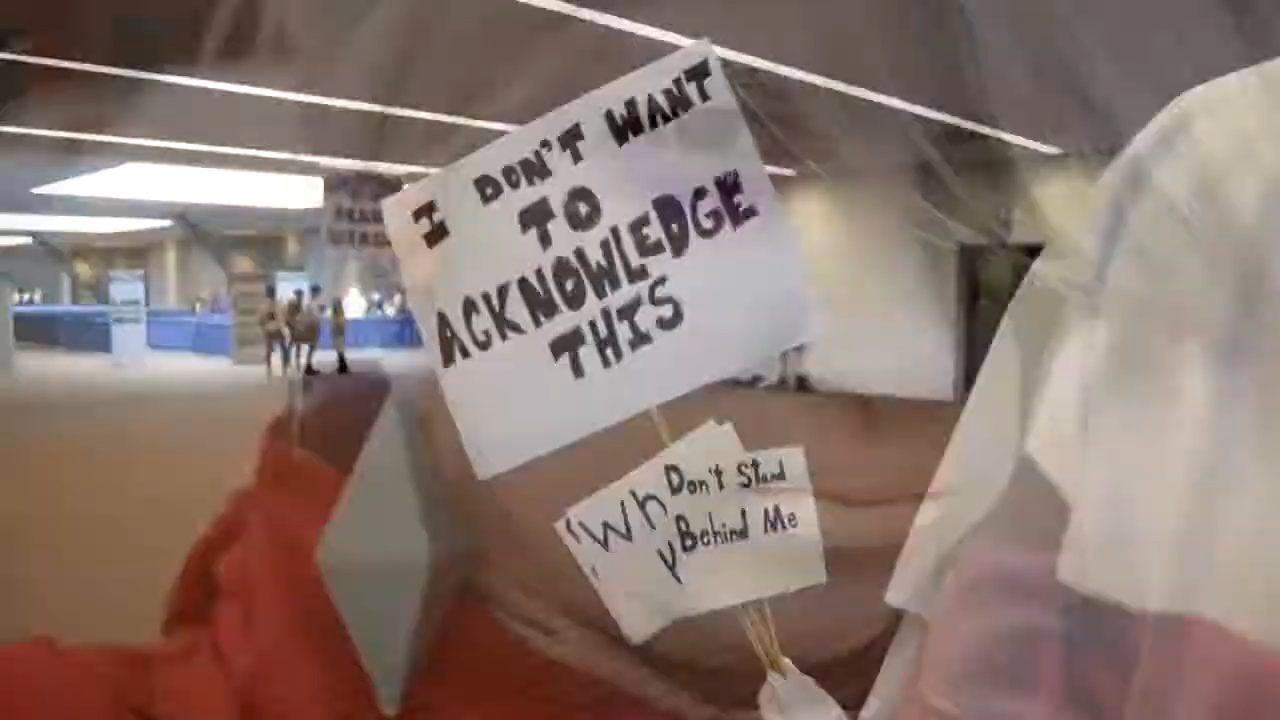 I DON'T WANT
TO
ACKNOWLEDGE
THIS
"Wh
y
Don't Stand
Behind Me